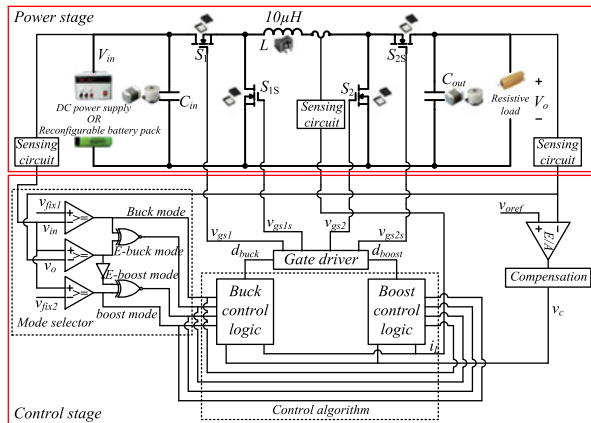 Power stage
10μH
L
S1
S1S
S2
S2S
Vin
Cin
DC power supply
OR
Reconfigurable battery pack
Sensing
circuit
Sensing
circuit
Cout
Resistive
load
+
Vo
−
Sensing
circuit
vfix1
vin
vo
vfix2
+
−
>=
+
−
>=
+
−
>=
Buck mode
E-buck mode
E-boost mode
boost mode
Mode selector
vgs1
vgs1s
vgs2
vgs2s
dbuck
Gate driver
dboost
Buck
control
logic
Boost
control
logic
iL
Control algorithm
voref
+
−
E/A
Compensation
vc
Control stage